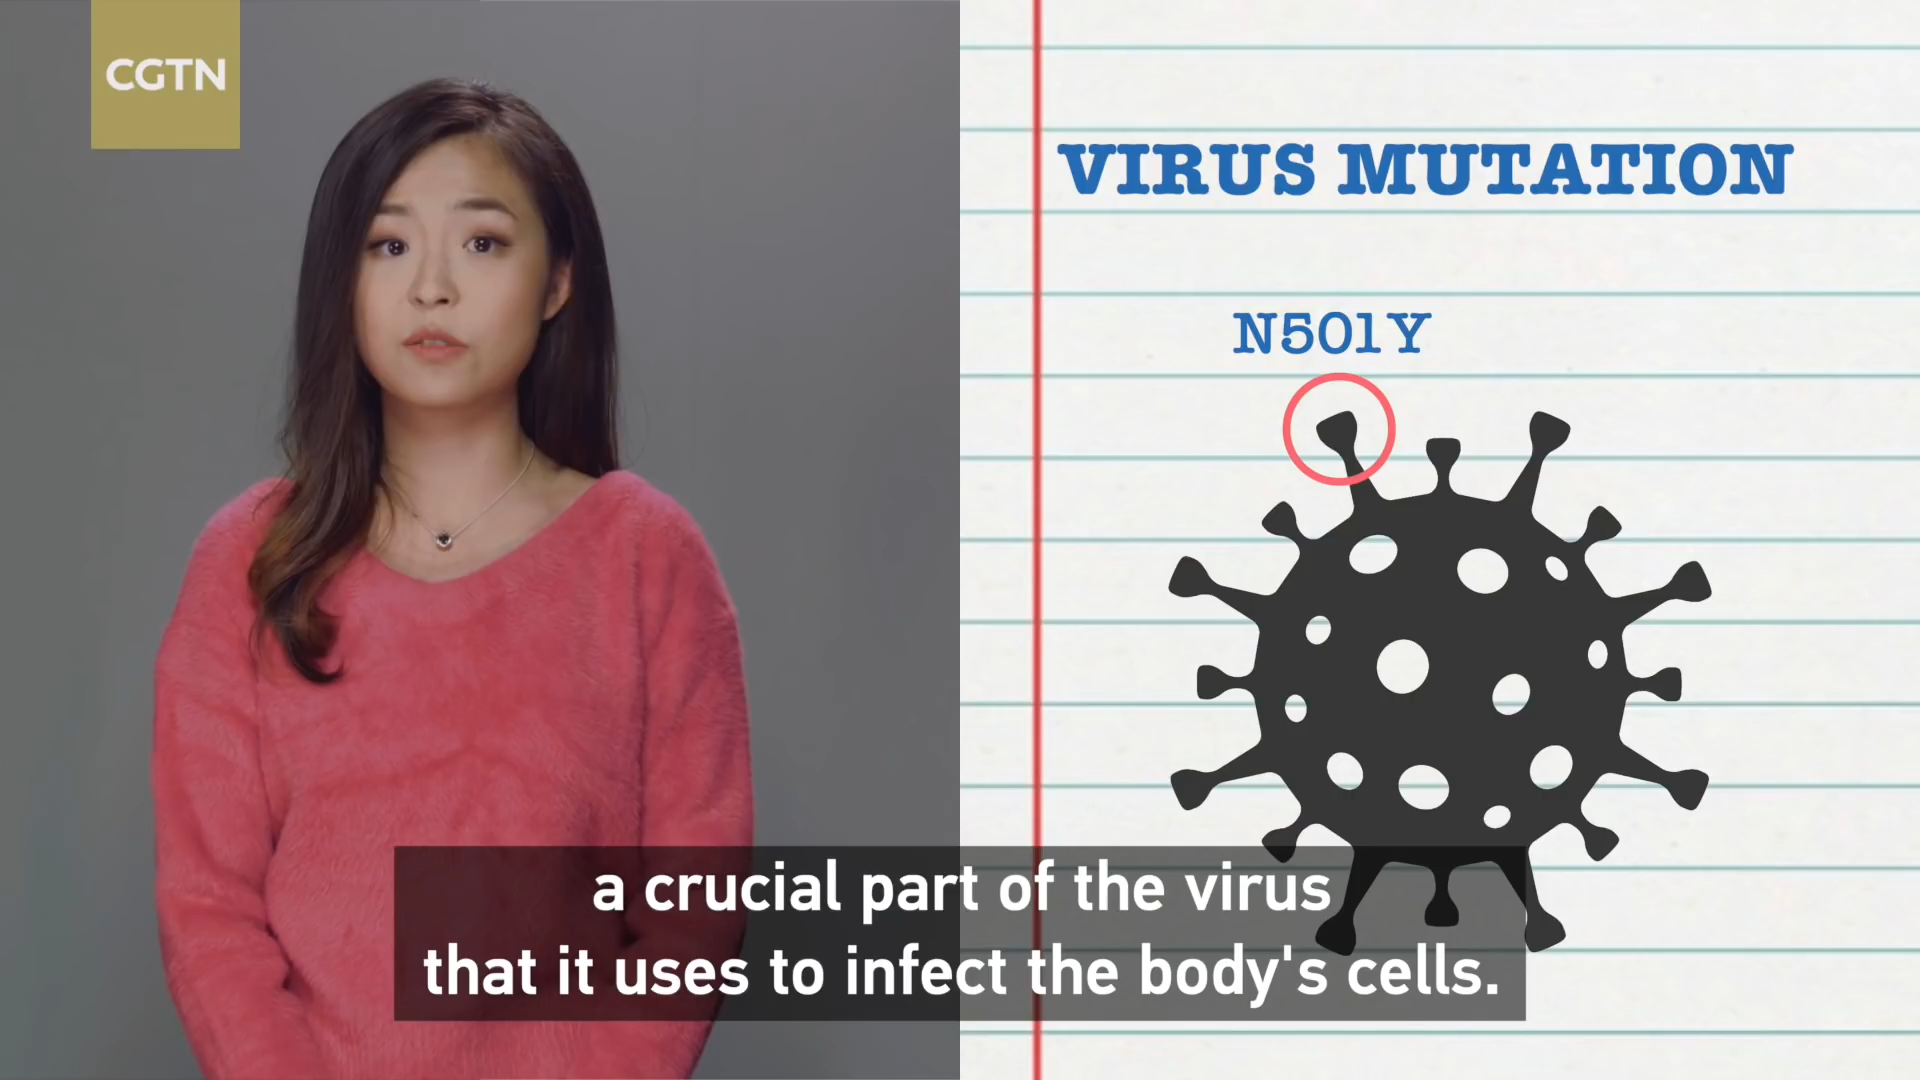 CGTN
VIRUS MUTATION
N501Y
a crucial part of the virus
that it uses to infect the body's cells.